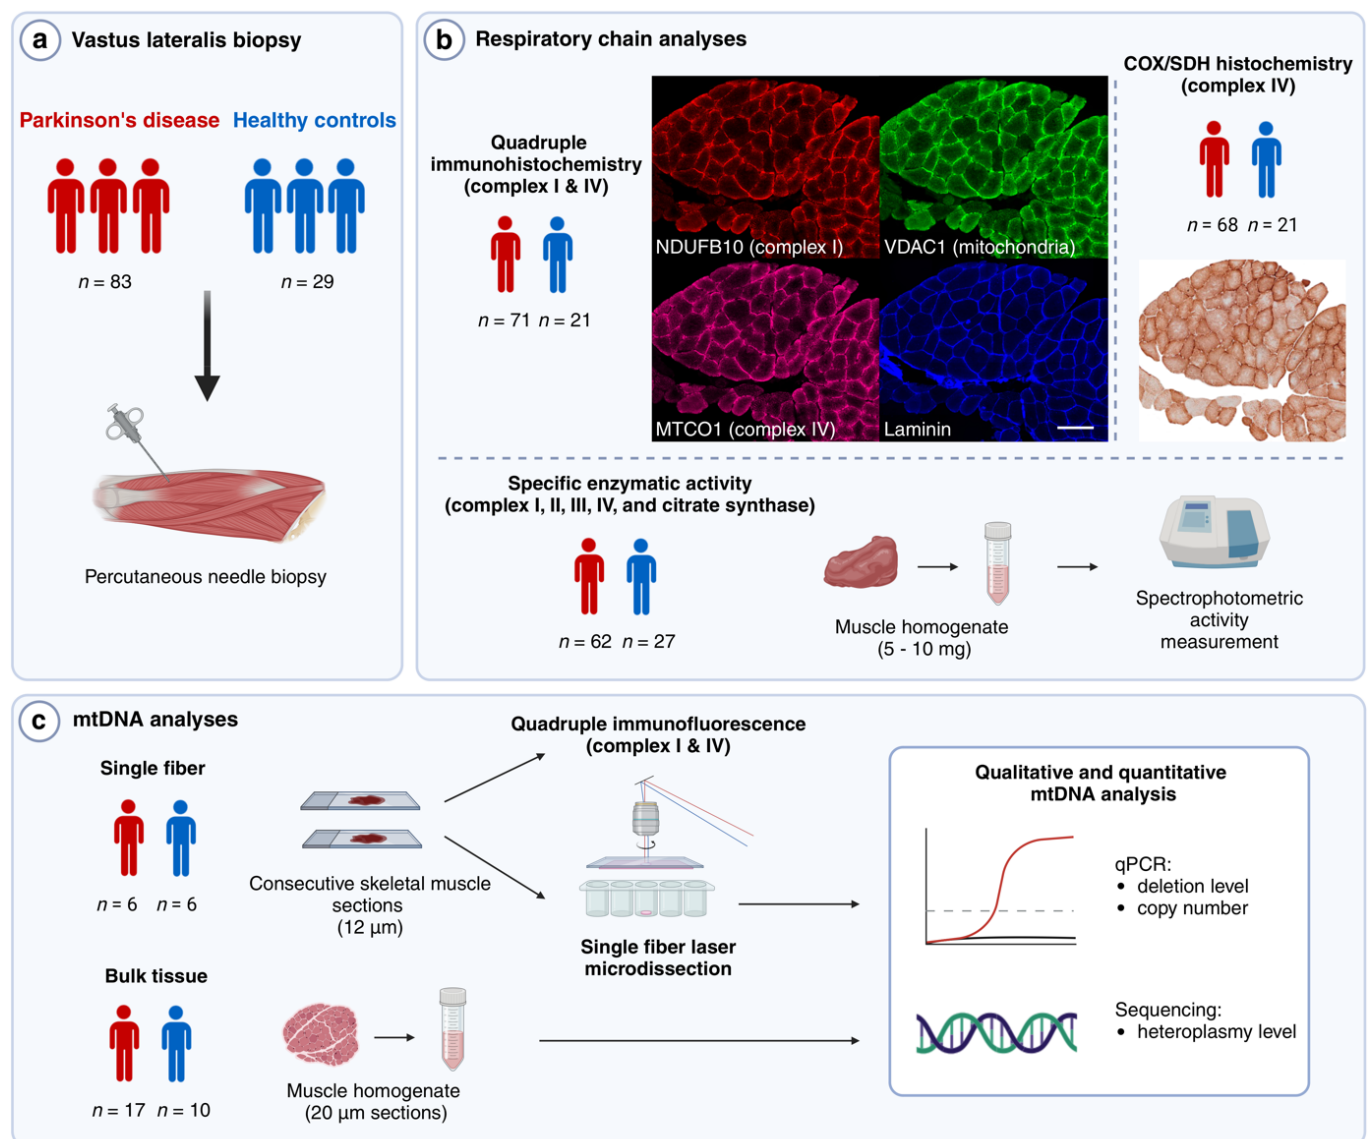 a
Vastus lateralis biopsy
Parkinson's disease
Healthy controls
n = 83
n = 29
Percutaneous needle biopsy
b
Respiratory chain analyses
Quadruple
immunohistochemistry
(complex I & IV)
n = 71
n = 21
NDUFB10 (complex I)
VDAC1 (mitochondria)
MTCO1 (complex IV)
Laminin
COX/SDH histochemistry
(complex IV)
n = 68
n = 21
Specific enzymatic activity
(complex I, II, III, IV, and citrate synthase)
n = 62
n = 27
Muscle homogenate
(5 - 10 mg)
Spectrophotometric
activity
measurement
c
mtDNA analyses
Single fiber
n = 6
n = 6
Consecutive skeletal muscle
sections
(12 µm)
Quadruple immunofluorescence
(complex I & IV)
Single fiber laser
microdissection
Bulk tissue
n = 17
n = 10
Muscle homogenate
(20 µm sections)
Qualitative and quantitative
mtDNA analysis
qPCR:
• deletion level
• copy number
Sequencing:
• heteroplasmy level